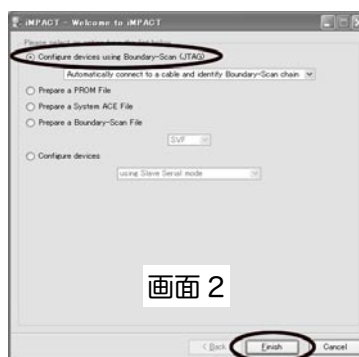 iMPACT - Welcome to iMPACT
Please select an option from the list below
Configure devices using Boundary-Scan (JTAG)
Automatically connect to a cable and identify Boundary-Scan chain
Prepare a PROM File
Prepare a System ACE File
Prepare a Boundary-Scan File
SVF
Configure devices
using Slave Serial mode
画面 2
< Back
Finish
Cancel